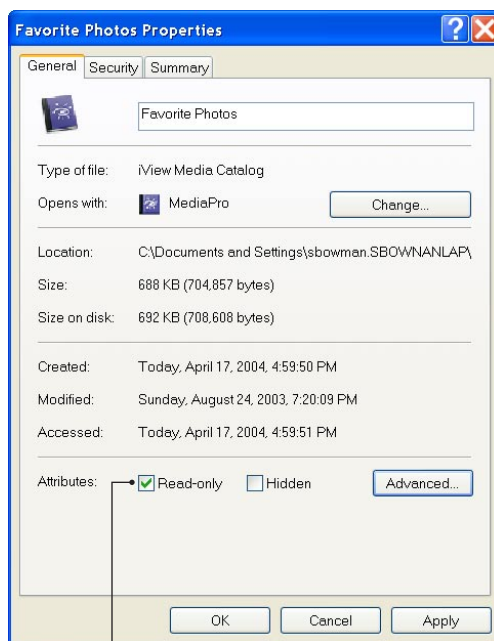 Favorite Photos Properties ? X
General Security Summary
Favorite Photos
Type of file: iView Media Catalog
Opens with: MediaPro Change...
Location: C:\Documents and Settings\sbowman.SBOWNANLAP\
Size: 688 KB (704,857 bytes)
Size on disk: 692 KB (708,608 bytes)
Created: Today, April 17, 2004, 4:59:50 PM
Modified: Sunday, August 24, 2003, 7:20:09 PM
Accessed: Today, April 17, 2004, 4:59:51 PM
Attributes: Read-only Hidden Advanced...
OK Cancel Apply